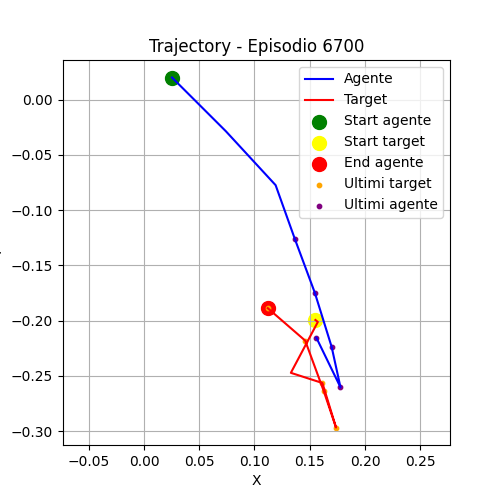 Trajectory - Episodio 6700
Agente
Target
Start agente
Start target
End agente
Ultimi target
Ultimi agente
0.00
−0.05
−0.10
−0.15
−0.20
−0.25
−0.30
−0.05
0.00
0.05
0.10
0.15
0.20
0.25
X